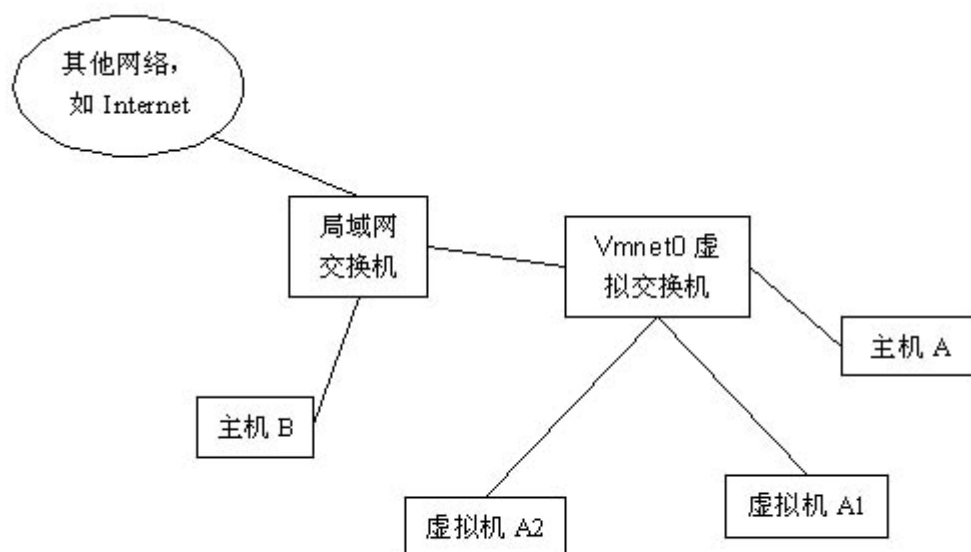 其他网络，
如 Internet
局域网
交换机
Vmnet0 虚
拟交换机
主机 A
主机 B
虚拟机 A2
虚拟机 A1